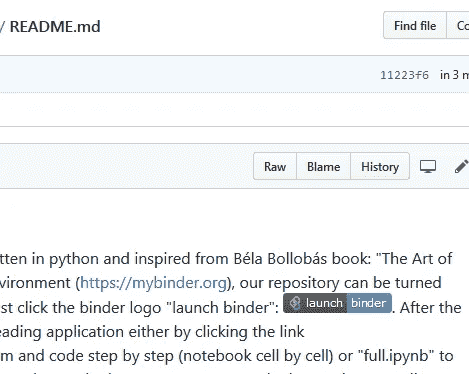 / README.md Find file Co
11223f6 in 3 m
Raw Blame History
tten in python and inspired from Béla Bollobás book: "The Art of
vironment (https://mybinder.org), our repository can be turned
st click the binder logo "launch binder": launch binder. After the
eading application either by clicking the link
m and code step by step (notebook cell by cell) or "full.ipynb" to